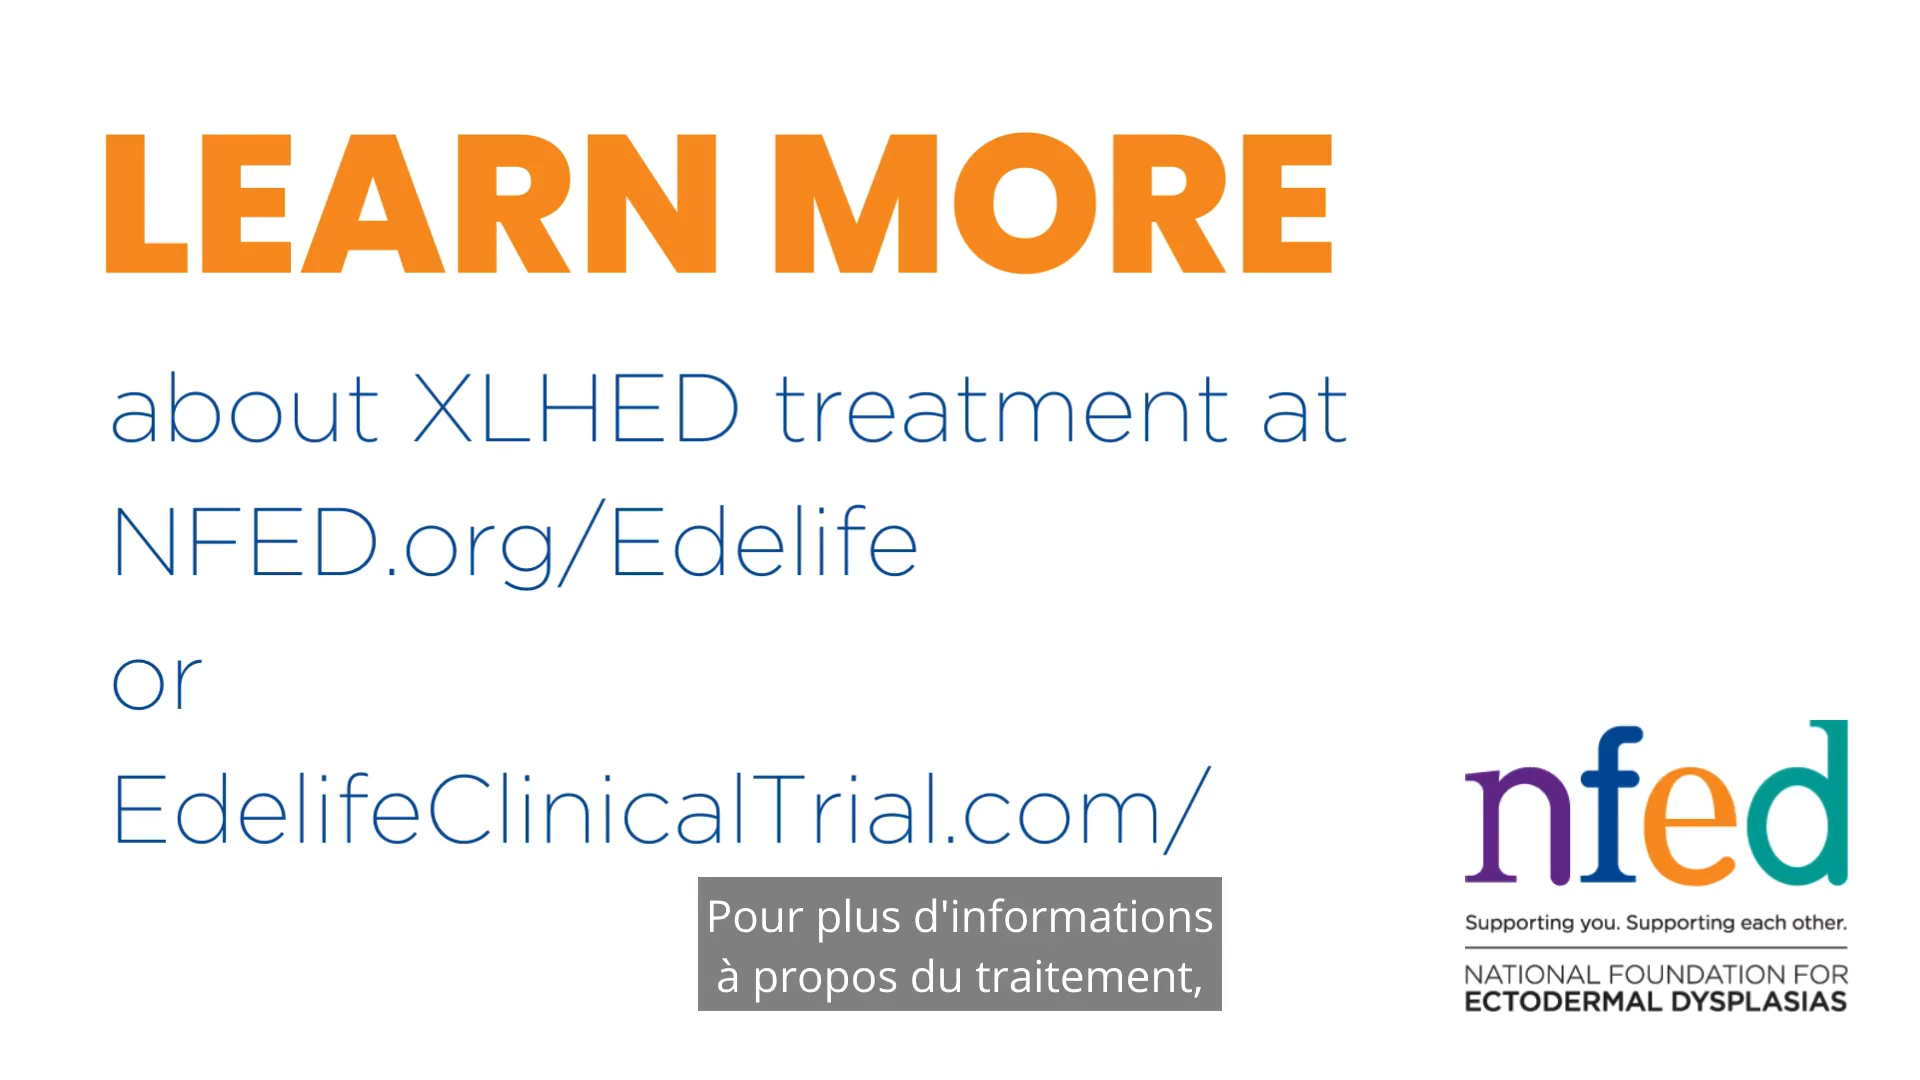 LEARN MORE
about XLHED treatment at
NFED.org/Edelife
or
EdelifeClinicalTrial.com/
Pour plus d'informations
à propos du traitement,
nfed
Supporting you. Supporting each other.
NATIONAL FOUNDATION FOR
ECTODERMAL DYSPLASIAS